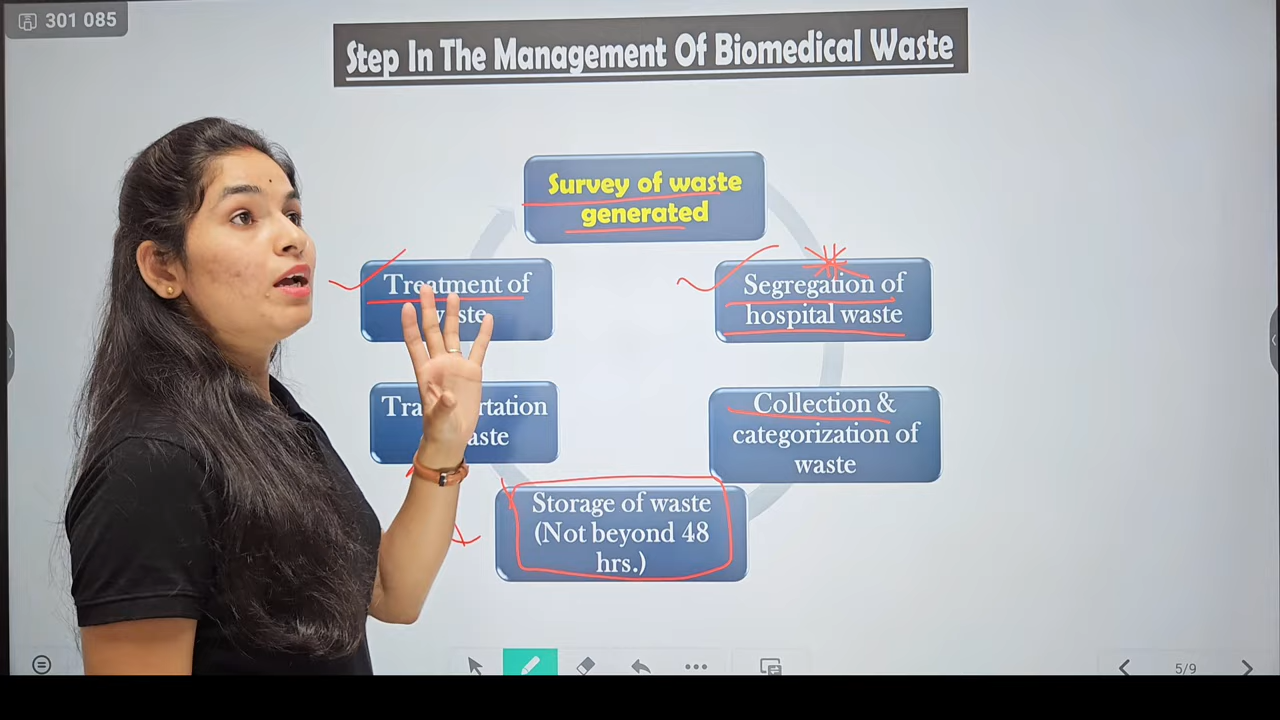 301 085
Step In The Management Of Biomedical Waste
Survey of waste
generated
Treatment of
Segregation of
hospital waste
Collection &
categorization of
waste
Storage of waste
(Not beyond 48
hrs.)
5/9